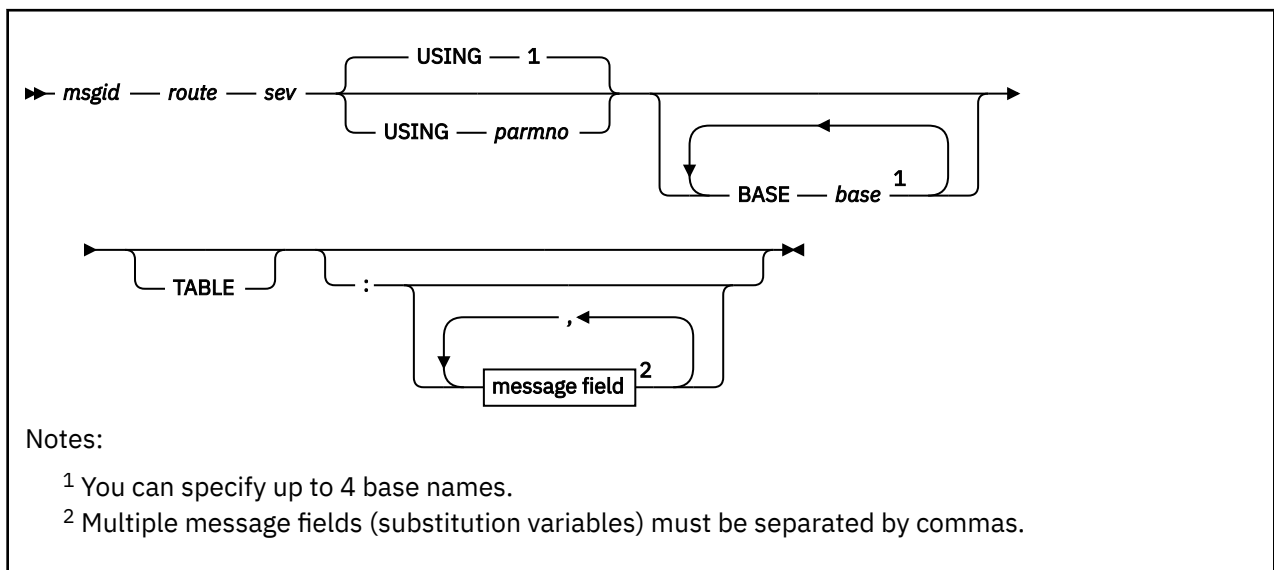 USING 1
msgid route sev
USING parmno
BASE base 1
TABLE
:
,
message field 2
Notes:
1 You can specify up to 4 base names.
2 Multiple message fields (substitution variables) must be separated by commas.